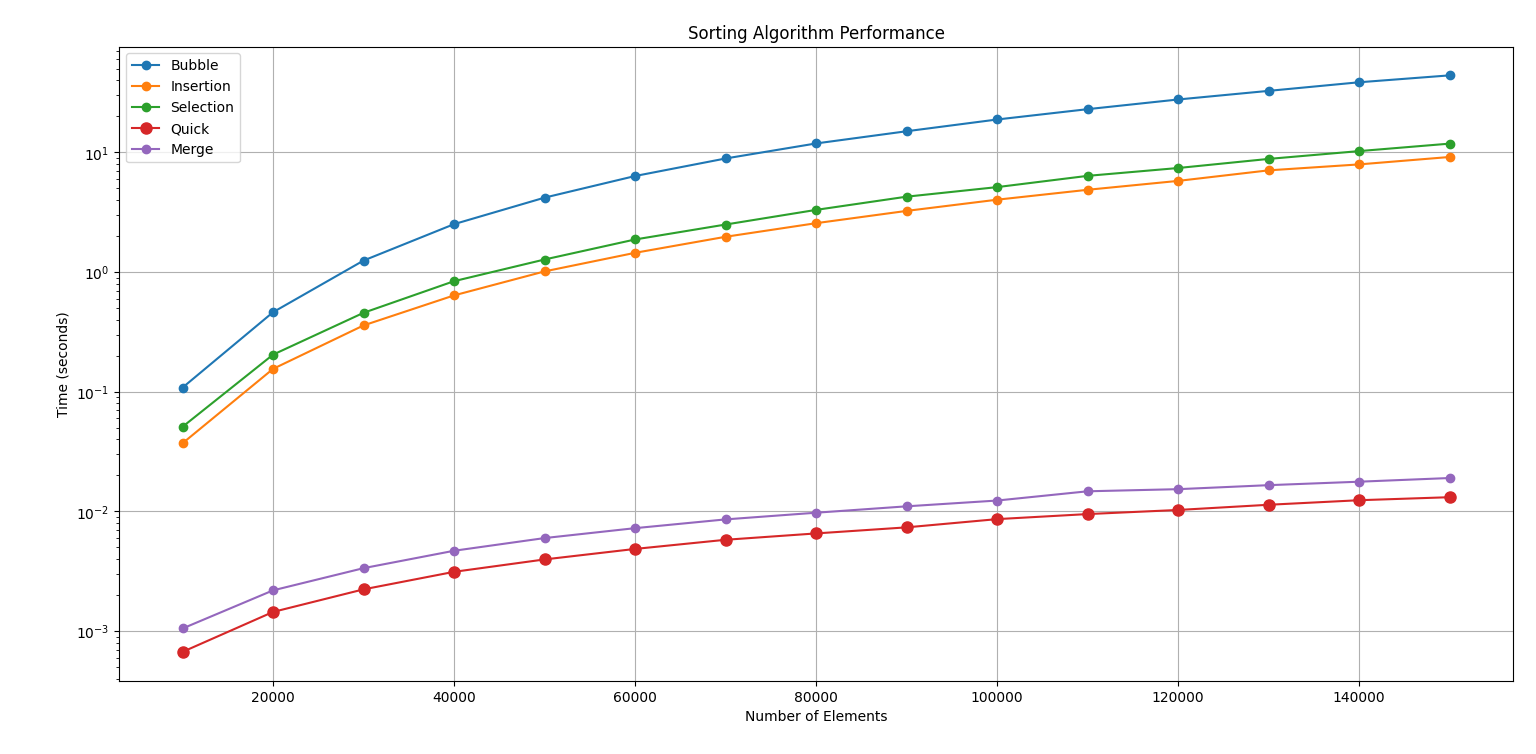 Sorting Algorithm Performance
Bubble
Insertion
Selection
Quick
Merge
Time (seconds)
10¹
10⁰
10⁻¹
10⁻²
10⁻³
20000 40000 60000 80000 100000 120000 140000
Number of Elements